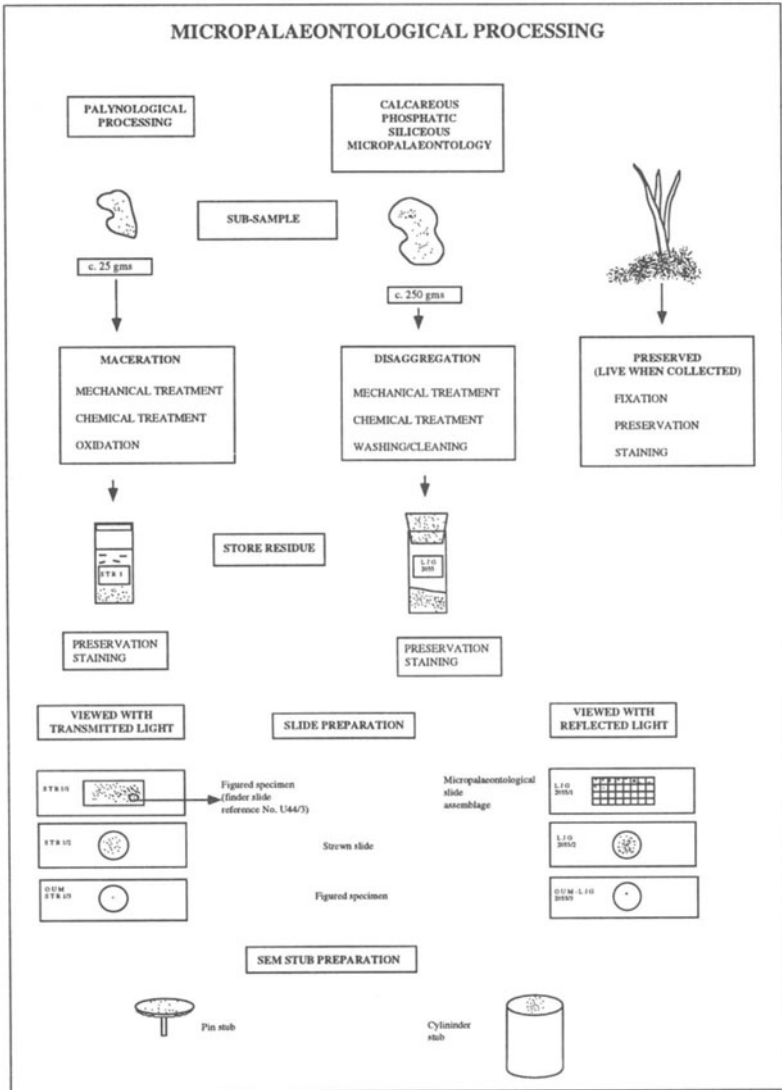 MICROPALAEONTOLOGICAL PROCESSING
PALYNOLOGICAL
PROCESSING
CALCAREOUS
PHOSPHATIC
SILICEOUS
MICROPALAEONTOLOGY
SUB-SAMPLE
c. 25 gms
c. 250 gms
MACERATION
MECHANICAL TREATMENT
CHEMICAL TREATMENT
OXIDATION
DISAGGREGATION
MECHANICAL TREATMENT
CHEMICAL TREATMENT
WASHING/CLEANING
PRESERVED
(LIVE WHEN COLLECTED)
FIXATION
PRESERVATION
STAINING
STR 1
STORE RESIDUE
LJG
2055
PRESERVATION
STAINING
PRESERVATION
STAINING
VIEWED WITH
TRANSMITTED LIGHT
SLIDE PREPARATION
VIEWED WITH
REFLECTED LIGHT
STR 1/1
Figured specimen
(finder slide
reference No. U44/3)
Micropalaeontological
slide
assemblage
LJG
2055/1
STR 1/2
Strewn slide
LJG
2055/2
OUM
STR 1/3
Figured specimen
OUM-LJG
2055/3
SEM STUB PREPARATION
Pin stub
Cylininder
stub